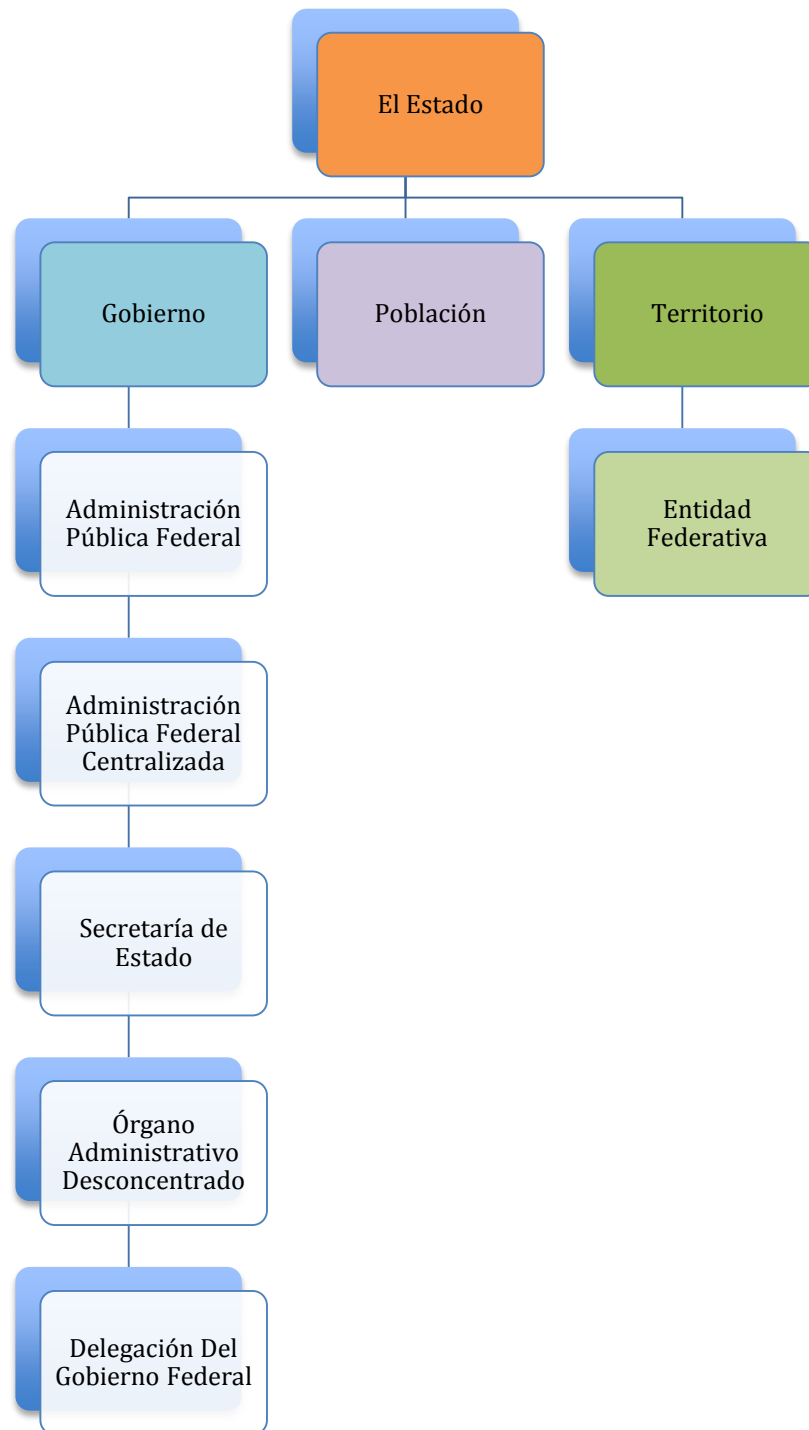 El Estado
Gobierno
Población
Territorio
Administración
Pública Federal
Entidad
Federativa
Administración
Pública Federal
Centralizada
Secretaría de
Estado
Órgano
Administrativo
Desconcentrado
Delegación Del
Gobierno Federal